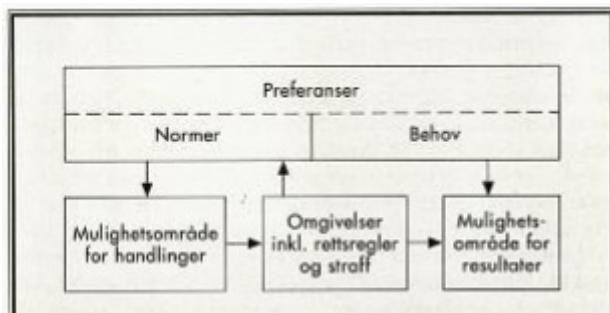 Preferanser
Normer
Behov
Mulighetsområde
for handlinger
Omgivelser
inkl. rettsregler
og straff
Mulighets-
område for
resultater